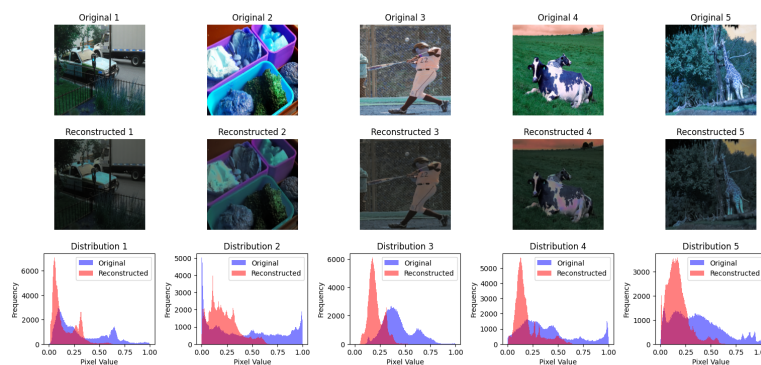 Original 1
Original 2
Original 3
Original 4
Original 5
Reconstructed 1
Reconstructed 2
Reconstructed 3
Reconstructed 4
Reconstructed 5
Distribution 1
Distribution 2
Distribution 3
Distribution 4
Distribution 5
Original
Reconstructed
Frequency
6000
4000
2000
0
0.00 0.25 0.50 0.75 1.00
Pixel Value
Original
Reconstructed
Frequency
5000
4000
3000
2000
1000
0
0.00 0.25 0.50 0.75 1.00
Pixel Value
Original
Reconstructed
Frequency
6000
4000
2000
0
0.00 0.25 0.50 0.75 1.00
Pixel Value
Original
Reconstructed
Frequency
5000
4000
3000
2000
1000
0
0.00 0.25 0.50 0.75 1.00
Pixel Value
Original
Reconstructed
Frequency
3000
2000
1000
0
0.00 0.25 0.50 0.75 1.00
Pixel Value